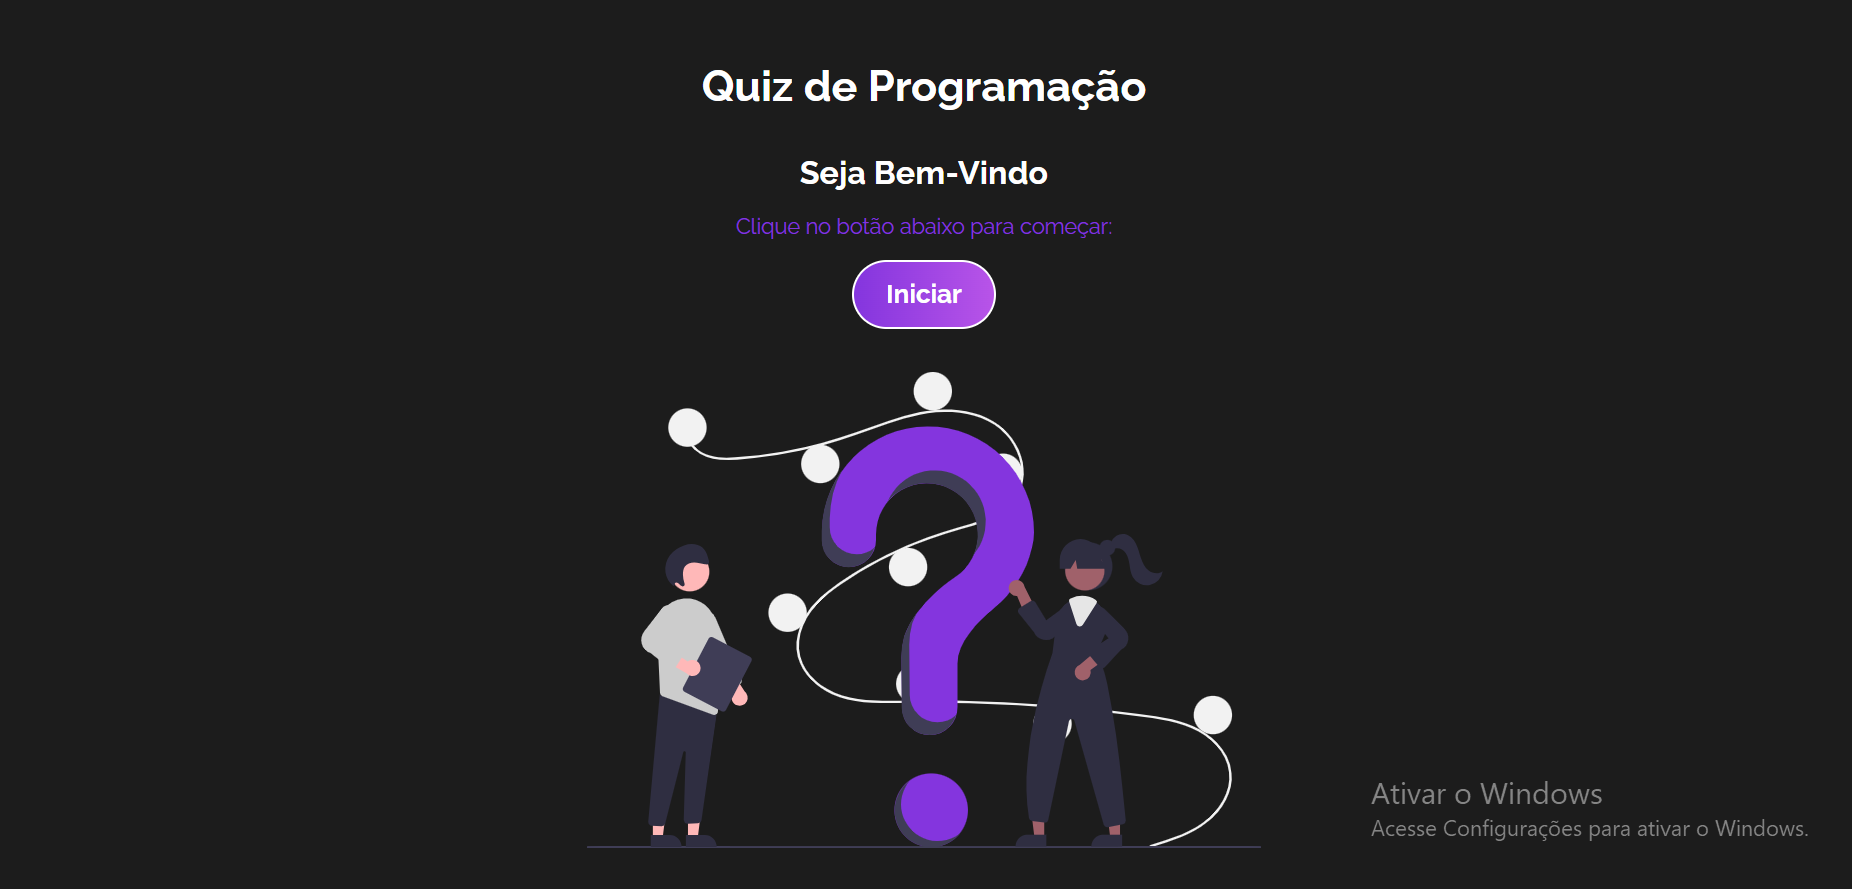 Quiz de Programação
Seja Bem-Vindo
Clique no botão abaixo para começar:
Iniciar
Ativar o Windows
Acesse Configurações para ativar o Windows.